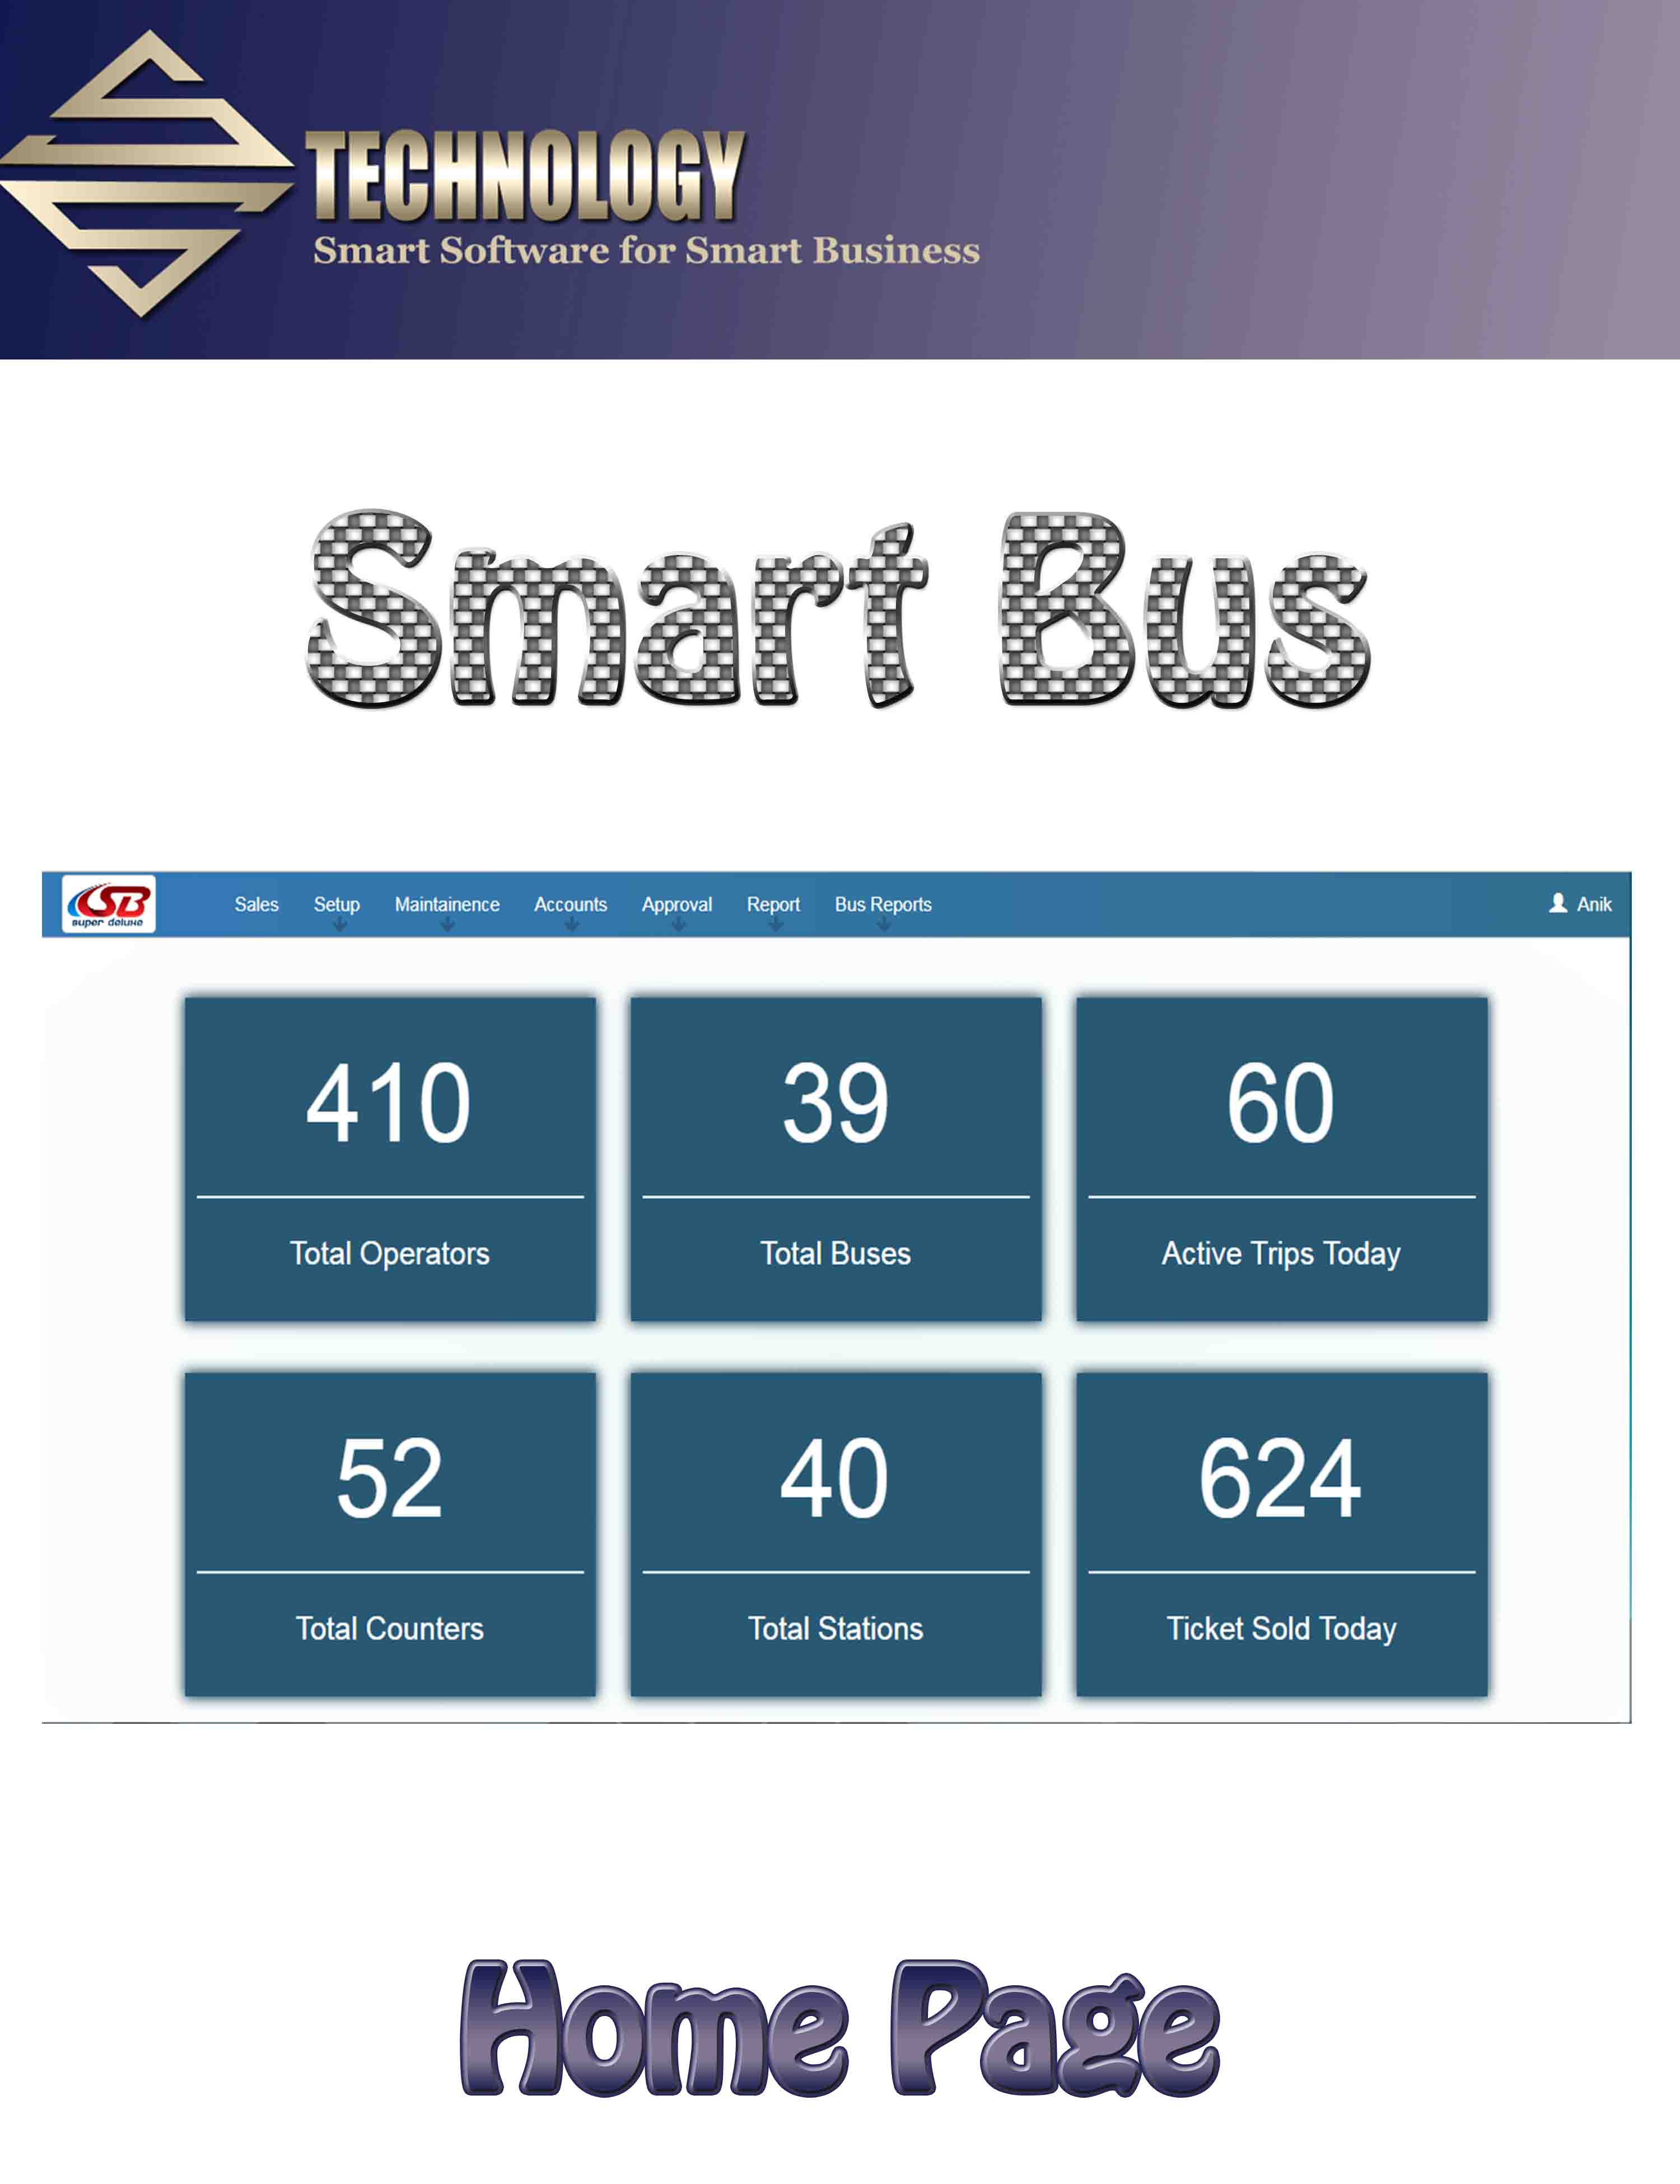 TECHNOLOGY
Smart Software for Smart Business
Smart Bus
SB
super deluxe
Sales Setup Maintainence Accounts Approval Report Bus Reports Anik
410 39 60
Total Operators Total Buses Active Trips Today
52 40 624
Total Counters Total Stations Ticket Sold Today
Home Page